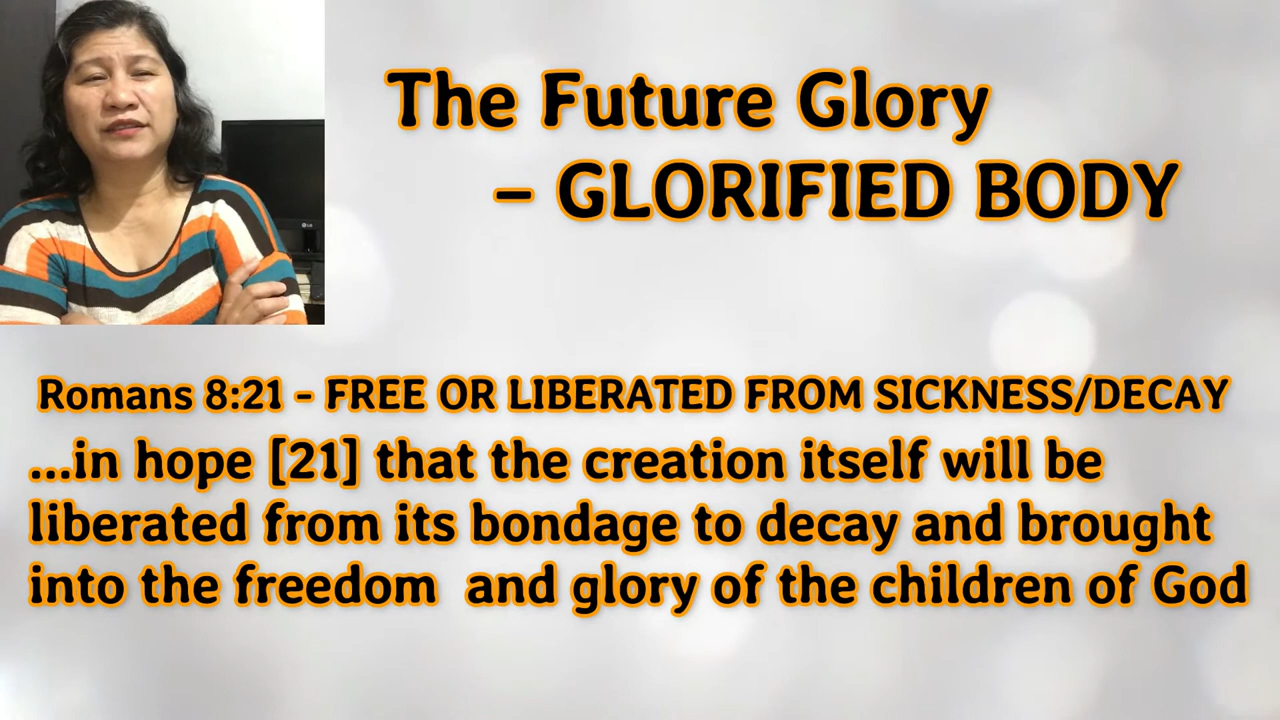 The Future Glory
– GLORIFIED BODY
Romans 8:21 - FREE OR LIBERATED FROM SICKNESS/DECAY
...in hope [21] that the creation itself will be
liberated from its bondage to decay and brought
into the freedom and glory of the children of God
LG